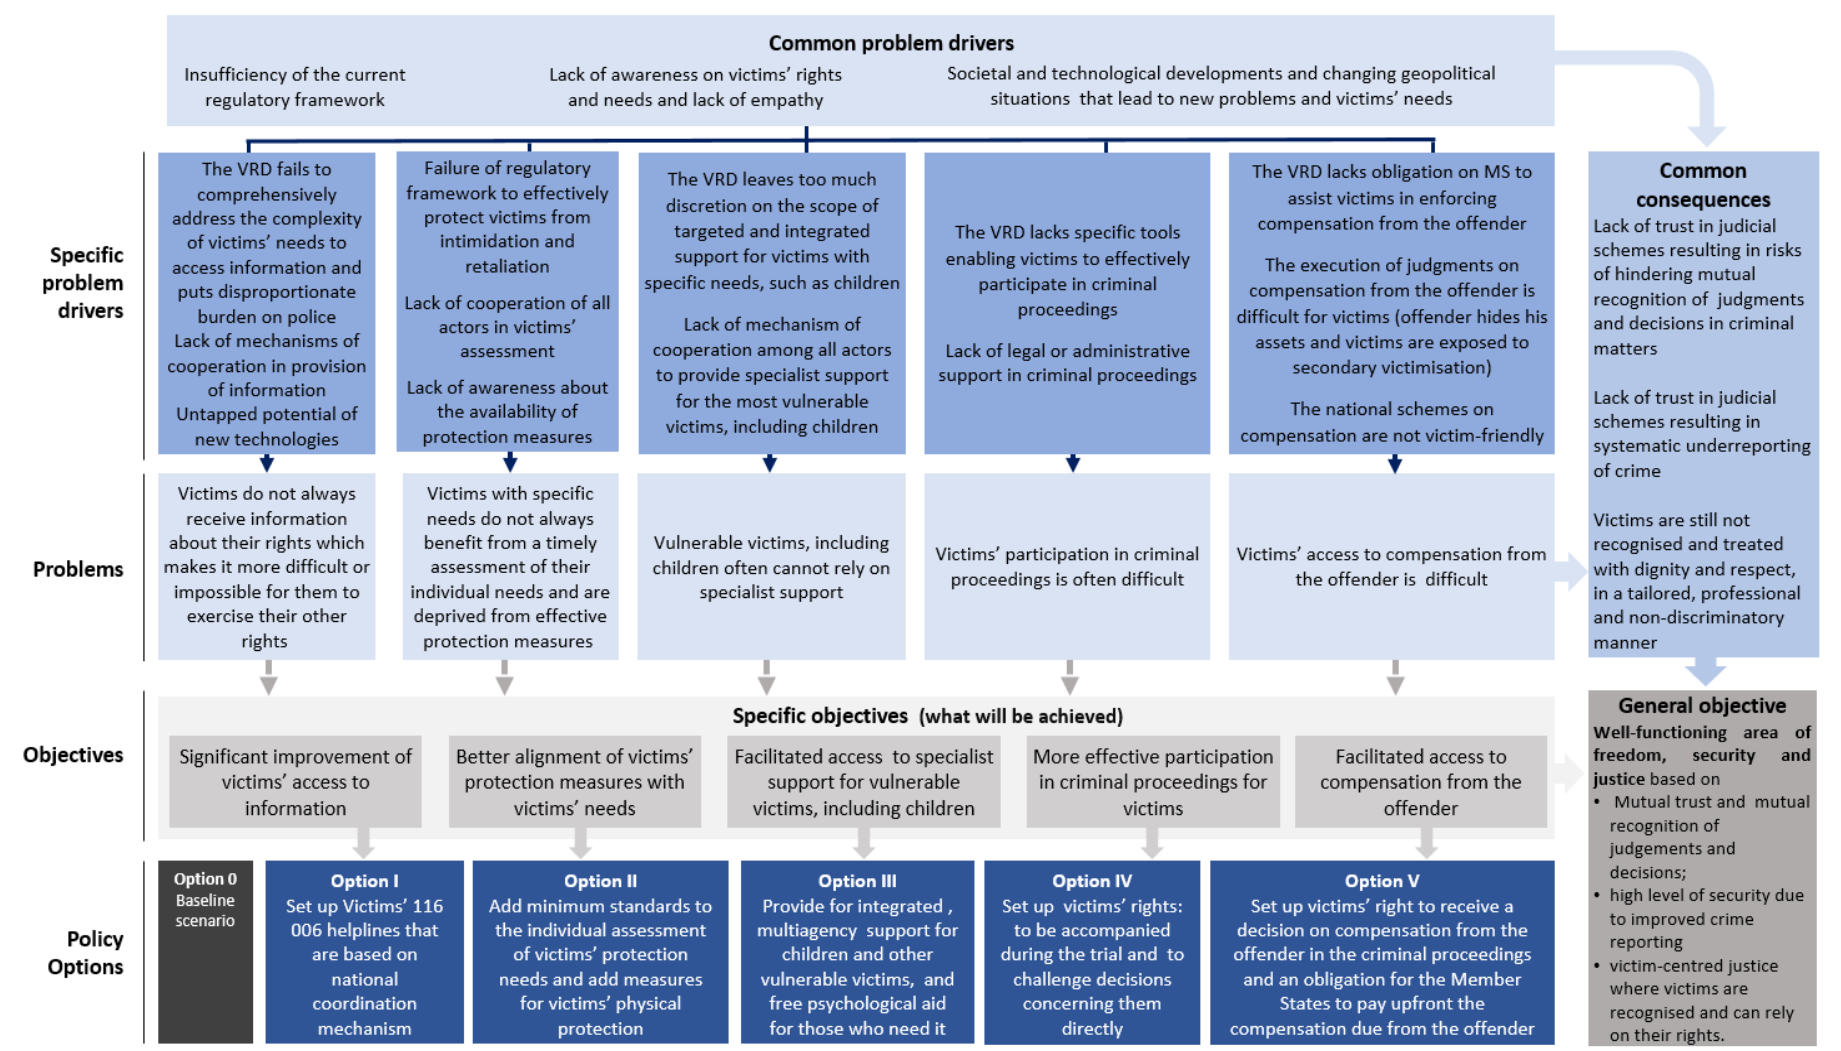 Common problem drivers
Insufficiency of the current
regulatory framework
Lack of awareness on victims’ rights
and needs and lack of empathy
Societal and technological developments and changing geopolitical
situations that lead to new problems and victims’ needs
Specific
problem
drivers
The VRD fails to
comprehensively
address the complexity
of victims’ needs to
access information and
puts disproportionate
burden on police
Lack of mechanisms of
cooperation in provision
of information
Untapped potential of
new technologies
Failure of regulatory
framework to effectively
protect victims from
intimidation and
retaliation
Lack of cooperation of all
actors in victims’
assessment
Lack of awareness about
the availability of
protection measures
The VRD leaves too much
discretion on the scope of
targeted and integrated
support for victims with
specific needs, such as children
Lack of mechanism of
cooperation among all actors
to provide specialist support
for the most vulnerable
victims, including children
The VRD lacks specific tools
enabling victims to effectively
participate in criminal
proceedings
Lack of legal or administrative
support in criminal proceedings
The VRD lacks obligation on MS to
assist victims in enforcing
compensation from the offender
The execution of judgments on
compensation from the offender is
difficult for victims (offender hides his
assets and victims are exposed to
secondary victimisation)
The national schemes on
compensation are not victim-friendly
Common
consequences
Lack of trust in judicial
schemes resulting in risks
of hindering mutual
recognition of judgments
and decisions in criminal
matters
Lack of trust in judicial
schemes resulting in
systematic underreporting
of crime
Victims are still not
recognised and treated
with dignity and respect,
in a tailored, professional
and non-discriminatory
manner
Problems
Victims do not always
receive information
about their rights which
makes it more difficult or
impossible for them to
exercise their other
rights
Victims with specific
needs do not always
benefit from a timely
assessment of their
individual needs and are
deprived from effective
protection measures
Vulnerable victims, including
children often cannot rely on
specialist support
Victims’ participation in criminal
proceedings is often difficult
Victims’ access to compensation from
the offender is difficult
Objectives
Specific objectives (what will be achieved)
Significant improvement of
victims’ access to
information
Better alignment of victims’
protection measures with
victims’ needs
Facilitated access to specialist
support for vulnerable
victims, including children
More effective participation
in criminal proceedings for
victims
Facilitated access to
compensation from the
offender
General objective
Well-functioning area of
freedom, security and
justice based on
• Mutual trust and mutual
recognition of
judgements and
decisions;
• high level of security due
to improved crime
reporting
• victim-centred justice
where victims are
recognised and can rely
on their rights.
Policy
Options
Option 0
Baseline
scenario
Option I
Set up Victims’ 116
006 helplines that
are based on
national
coordination
mechanism
Option II
Add minimum standards to
the individual assessment
of victims’ protection
needs and add measures
for victims’ physical
protection
Option III
Provide for integrated ,
multiagency support for
children and other
vulnerable victims, and
free psychological aid
for those who need it
Option IV
Set up victims’ rights:
to be accompanied
during the trial and to
challenge decisions
concerning them
directly
Option V
Set up victims’ right to receive a
decision on compensation from the
offender in the criminal proceedings
and an obligation for the Member
States to pay upfront the
compensation due from the offender